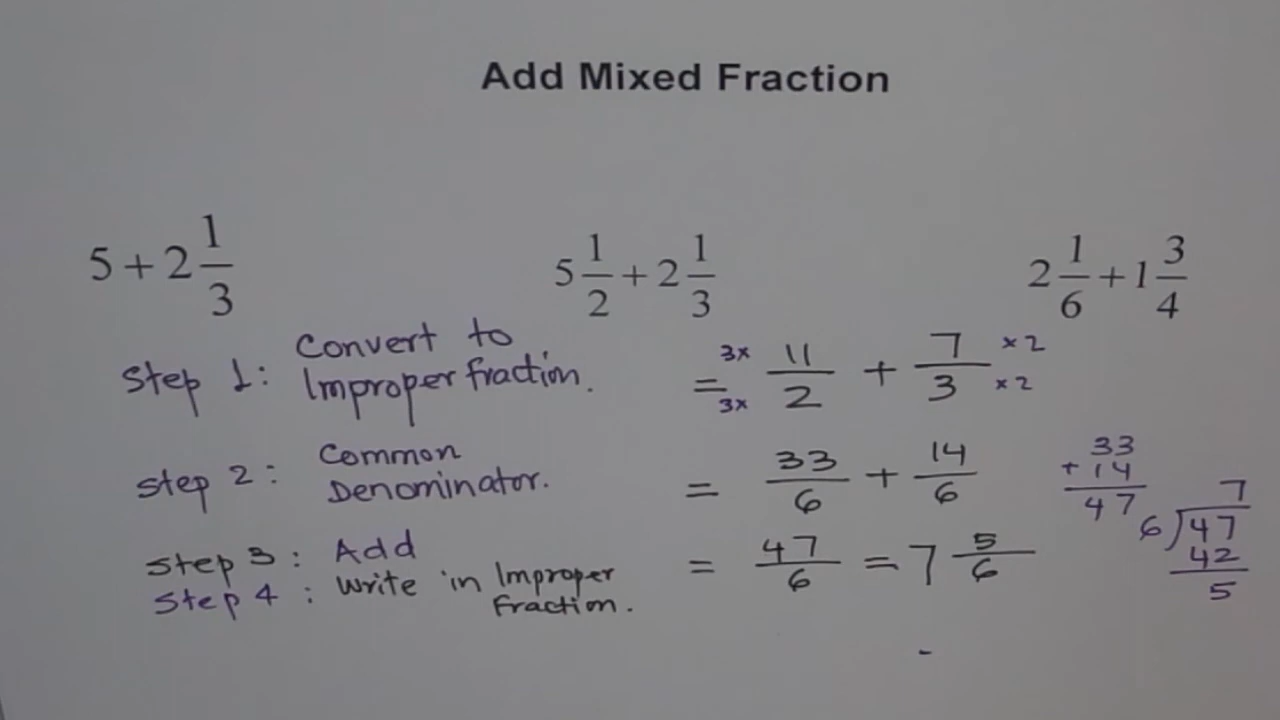 Add Mixed Fraction
5 + 2 1/3
5 1/2 + 2 1/3
2 1/6 + 1 3/4
Step 1: Convert to
Improper fraction.
= 3x 11 / 3x 2 + 7 x2 / 3 x2
Step 2: Common
Denominator.
= 33/6 + 14/6
33
+ 14
47
Step 3: Add
= 47/6 = 7 5/6
7
6)47
42
5
Step 4: Write in Improper
fraction.